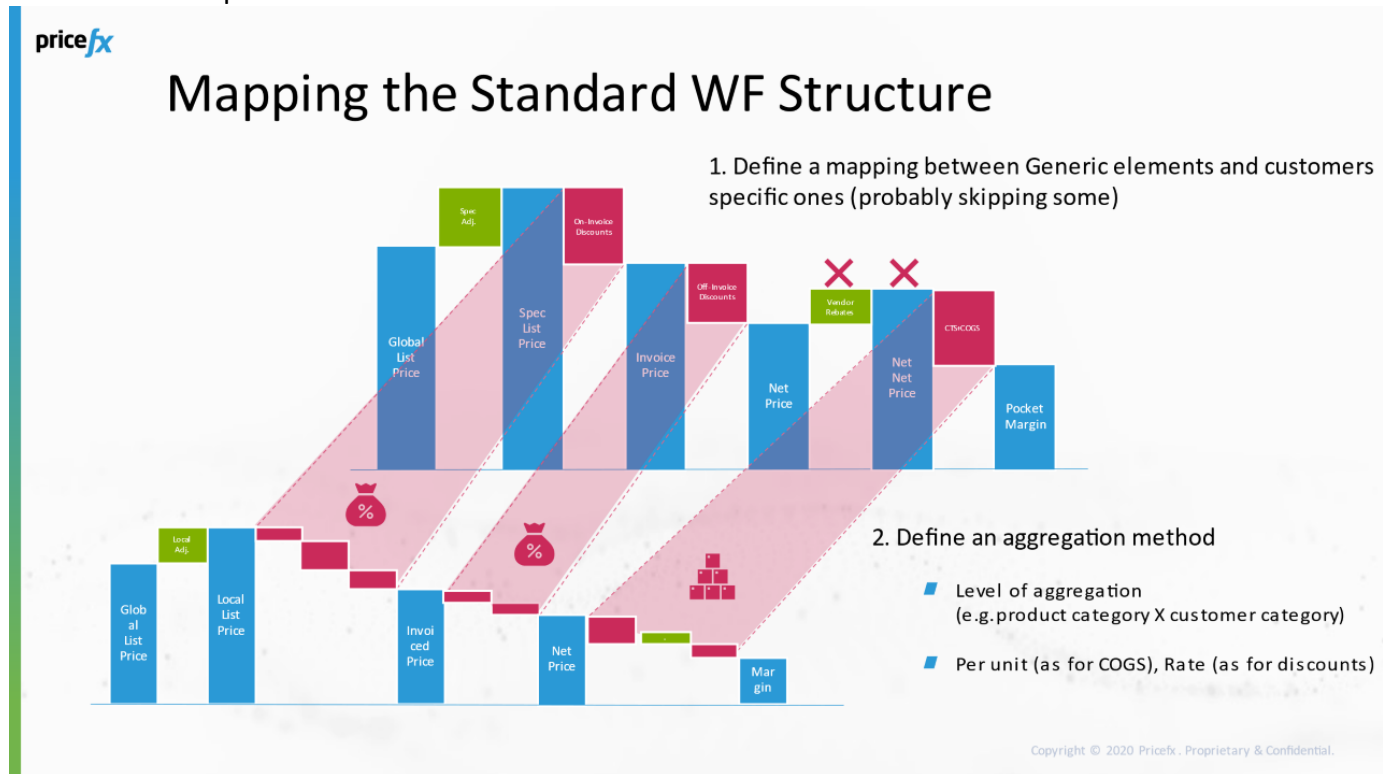 pricefx
Mapping the Standard WF Structure
1. Define a mapping between Generic elements and customers
specific ones (probably skipping some)
Spec
Adj.
On-Invoice
Discounts
Off-Invoice
Discounts
Vendor
Rebates
CTS+COGS
Global
List
Price
Spec
List
Price
Invoice
Price
Net
Price
Net
Net
Price
Pocket
Margin
%
%
2. Define an aggregation method
Level of aggregation
(e.g.product category X customer category)
Per unit (as for COGS), Rate (as for discounts)
Local
Adj.
Glob
al
List
Price
Local
List
Price
Invoi
ced
Price
Net
Price
Mar
gin
Copyright © 2020 Pricefx. Proprietary & Confidential.